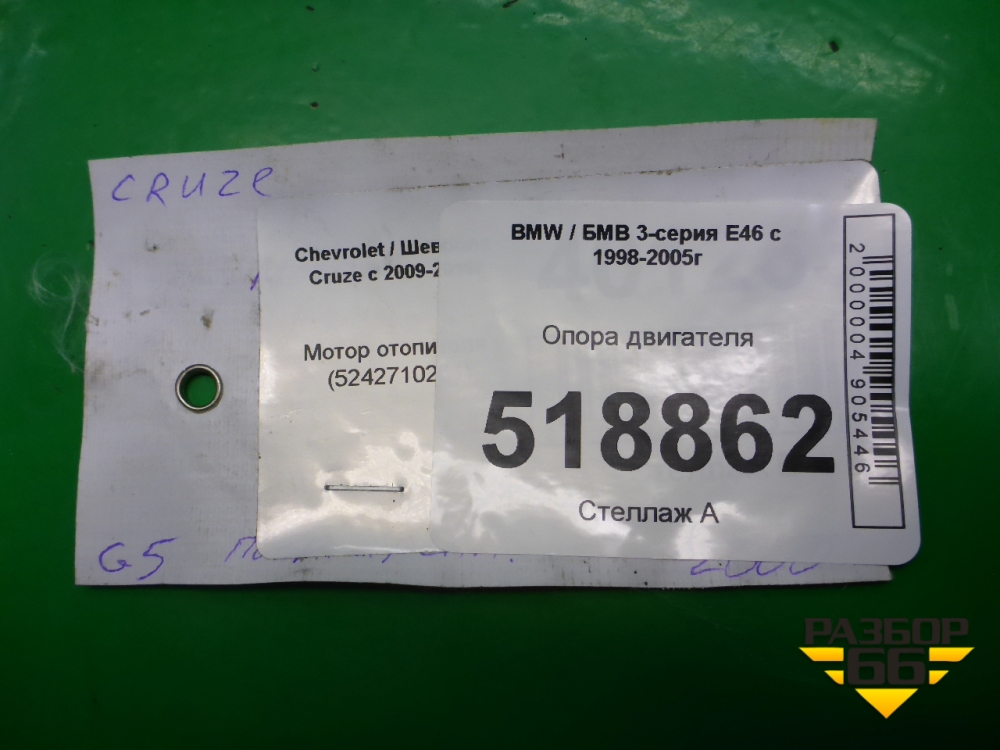 CRUZE
Chevrolet / Шев
Cruze с 2009-2
Мотор отопи
(52427102
BMW / БМВ 3-серия E46 с
1998-2005г
Опора двигателя
518862
Стеллаж А
2000004905446
G5
2000
РАЗБОР
66